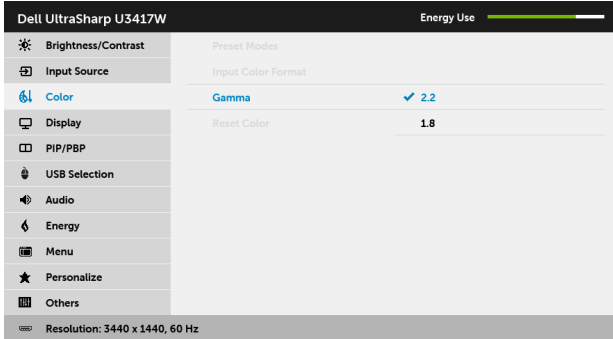 Dell UltraSharp U3417W Energy Use
Brightness/Contrast Preset Modes
Input Source Input Color Format
Color Gamma 2.2
Display Reset Color 1.8
PIP/PBP
USB Selection
Audio
Energy
Menu
Personalize
Others
Resolution: 3440 x 1440, 60 Hz